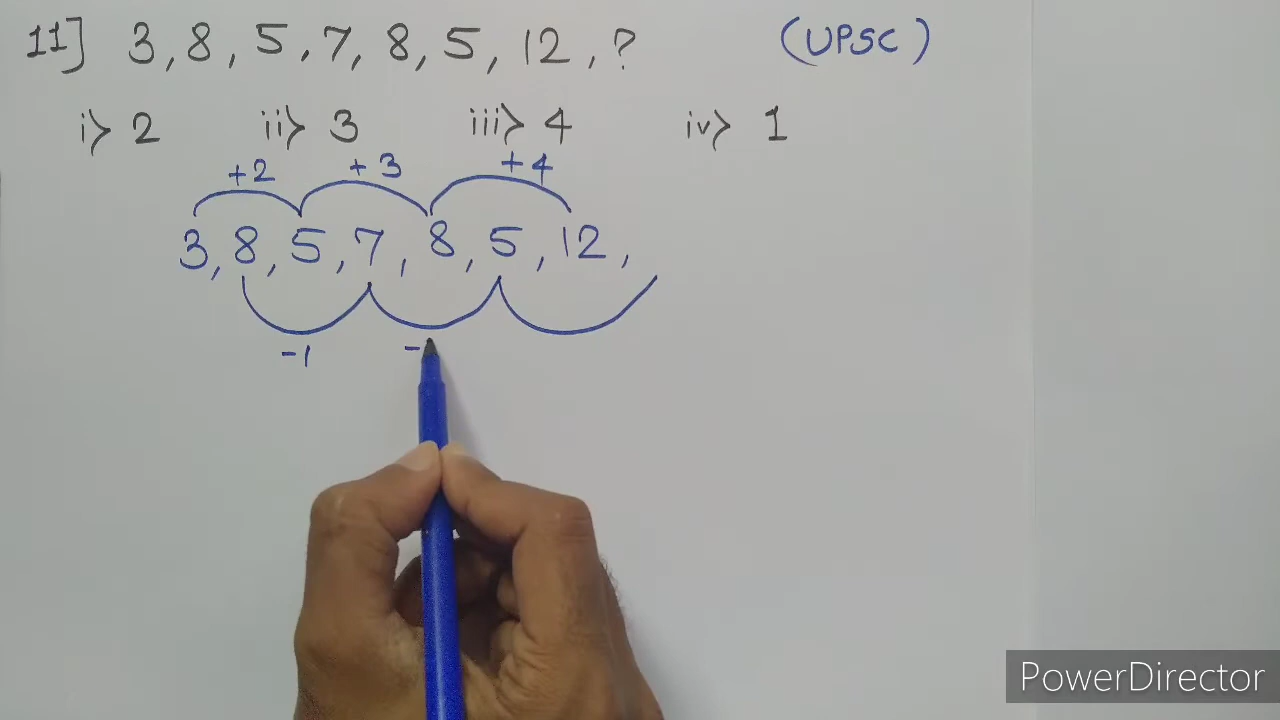 11] 3, 8, 5, 7, 8, 5, 12, ? (UPSC)
i> 2 ii> 3 iii> 4 iv> 1
+2 +3 +4
3, 8, 5, 7, 8, 5, 12,
-1 -
PowerDirector